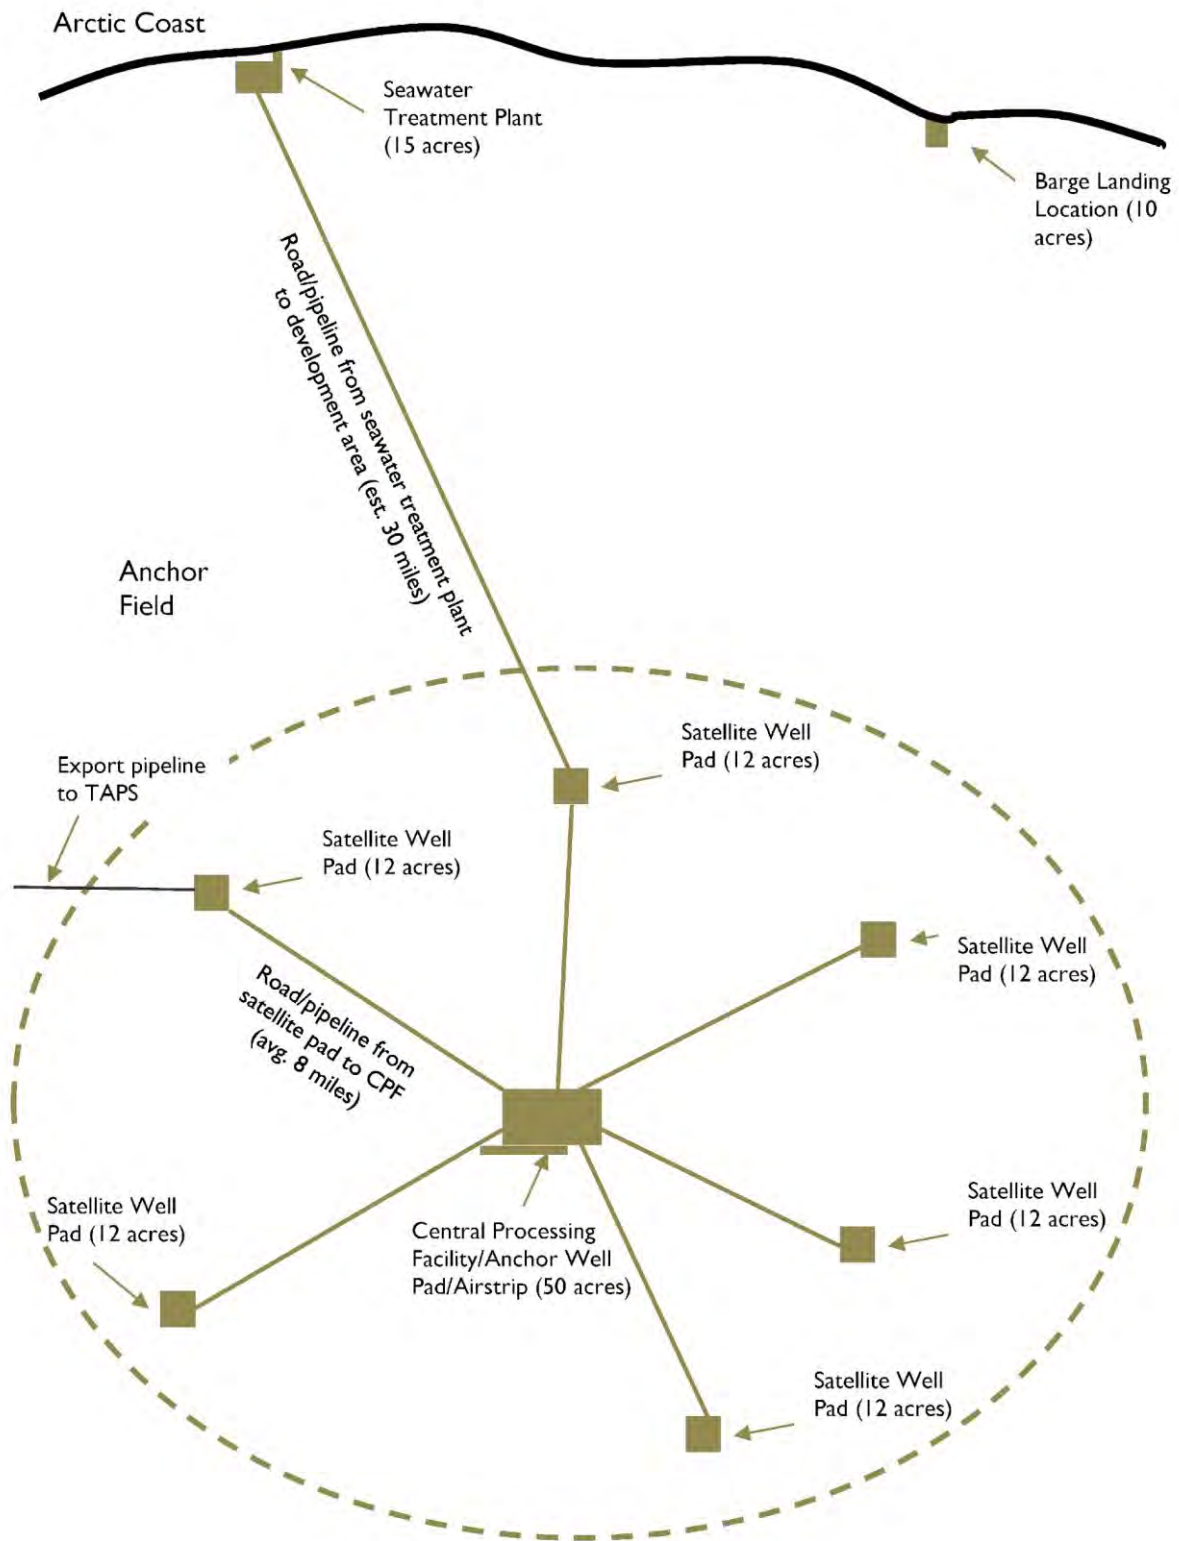 Arctic Coast
Seawater
Treatment Plant
(15 acres)
Barge Landing
Location (10
acres)
Road/pipeline from seawater treatment plant
to development area (est. 30 miles)
Anchor
Field
Satellite Well
Pad (12 acres)
Export pipeline
to TAPS
Satellite Well
Pad (12 acres)
Satellite Well
Pad (12 acres)
Road/pipeline from
satellite pad to CPF
(avg. 8 miles)
Satellite Well
Pad (12 acres)
Satellite Well
Pad (12 acres)
Central Processing
Facility/Anchor Well
Pad/Airstrip (50 acres)
Satellite Well
Pad (12 acres)